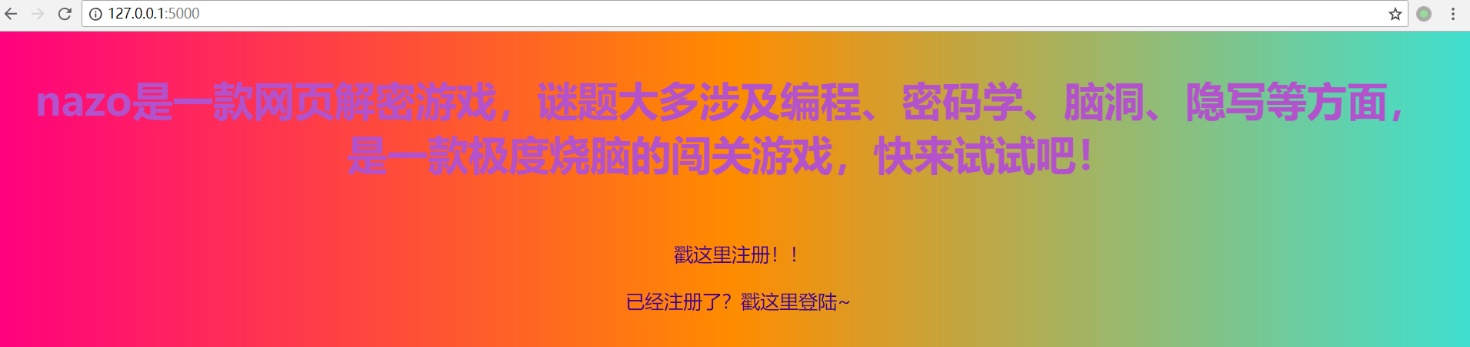 127.0.0.1:5000
nazo是一款网页解密游戏，谜题大多涉及编程、密码学、脑洞、隐写等方面，
是一款极度烧脑的闯关游戏，快来试试吧！
戳这里注册！！
已经注册了？戳这里登陆~